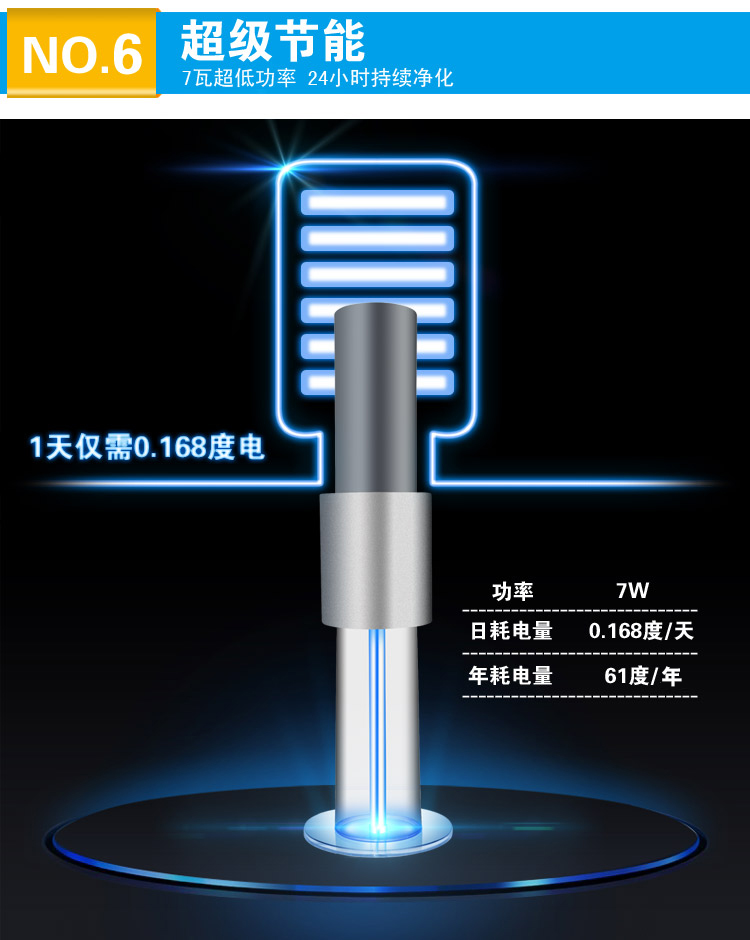 NO.6
超级节能
7瓦超低功率 24小时持续净化
1天仅需0.168度电
功率 7W
日耗电量 0.168度/天
年耗电量 61度/年